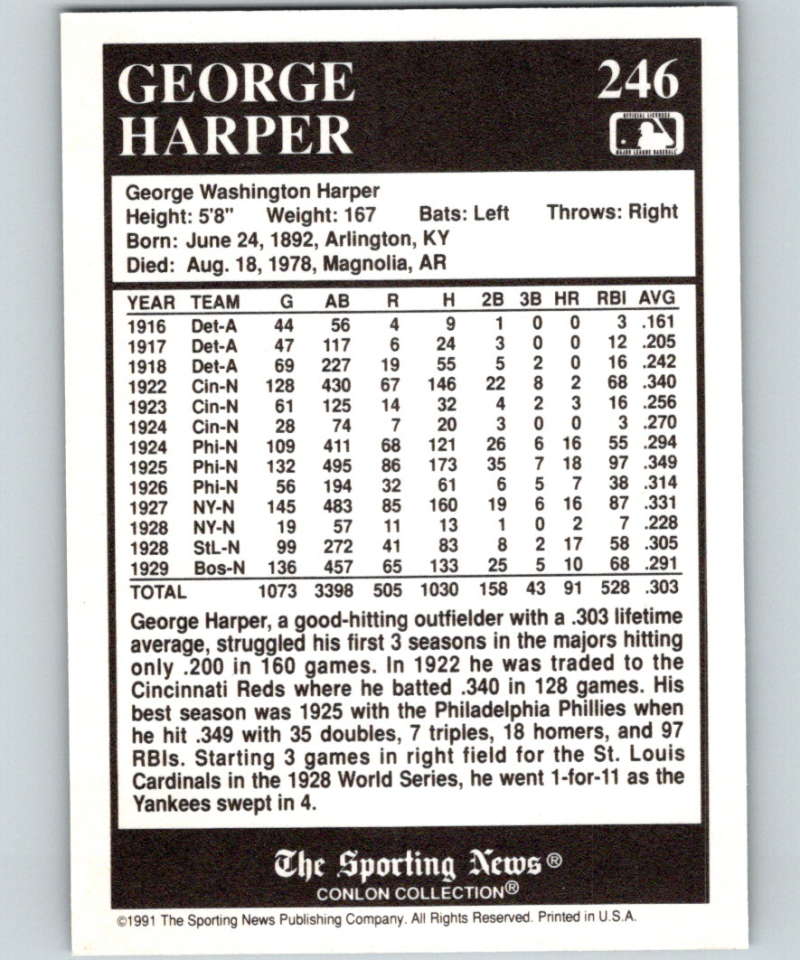 GEORGE 246
HARPER
OFFICIAL LICENSEE
MAJOR LEAGUE BASEBALL
George Washington Harper
Height: 5'8" Weight: 167 Bats: Left Throws: Right
Born: June 24, 1892, Arlington, KY
Died: Aug. 18, 1978, Magnolia, AR
YEAR TEAM G AB R H 2B 3B HR RBI AVG
1916 Det-A 44 56 4 9 1 0 0 3 .161
1917 Det-A 47 117 6 24 3 0 0 12 .205
1918 Det-A 69 227 19 55 5 2 0 16 .242
1922 Cin-N 128 430 67 146 22 8 2 68 .340
1923 Cin-N 61 125 14 32 4 2 3 16 .256
1924 Cin-N 28 74 7 20 3 0 0 3 .270
1924 Phi-N 109 411 68 121 26 6 16 55 .294
1925 Phi-N 132 495 86 173 35 7 18 97 .349
1926 Phi-N 56 194 32 61 6 5 7 38 .314
1927 NY-N 145 483 85 160 19 6 16 87 .331
1928 NY-N 19 57 11 13 1 0 2 7 .228
1928 StL-N 99 272 41 83 8 2 17 58 .305
1929 Bos-N 136 457 65 133 25 5 10 68 .291
TOTAL 1073 3398 505 1030 158 43 91 528 .303
George Harper, a good-hitting outfielder with a .303 lifetime
average, struggled his first 3 seasons in the majors hitting
only .200 in 160 games. In 1922 he was traded to the
Cincinnati Reds where he batted .340 in 128 games. His
best season was 1925 with the Philadelphia Phillies when
he hit .349 with 35 doubles, 7 triples, 18 homers, and 97
RBIs. Starting 3 games in right field for the St. Louis
Cardinals in the 1928 World Series, he went 1-for-11 as the
Yankees swept in 4.
The Sporting News®
CONLON COLLECTION®
©1991 The Sporting News Publishing Company. All Rights Reserved. Printed in U.S.A.